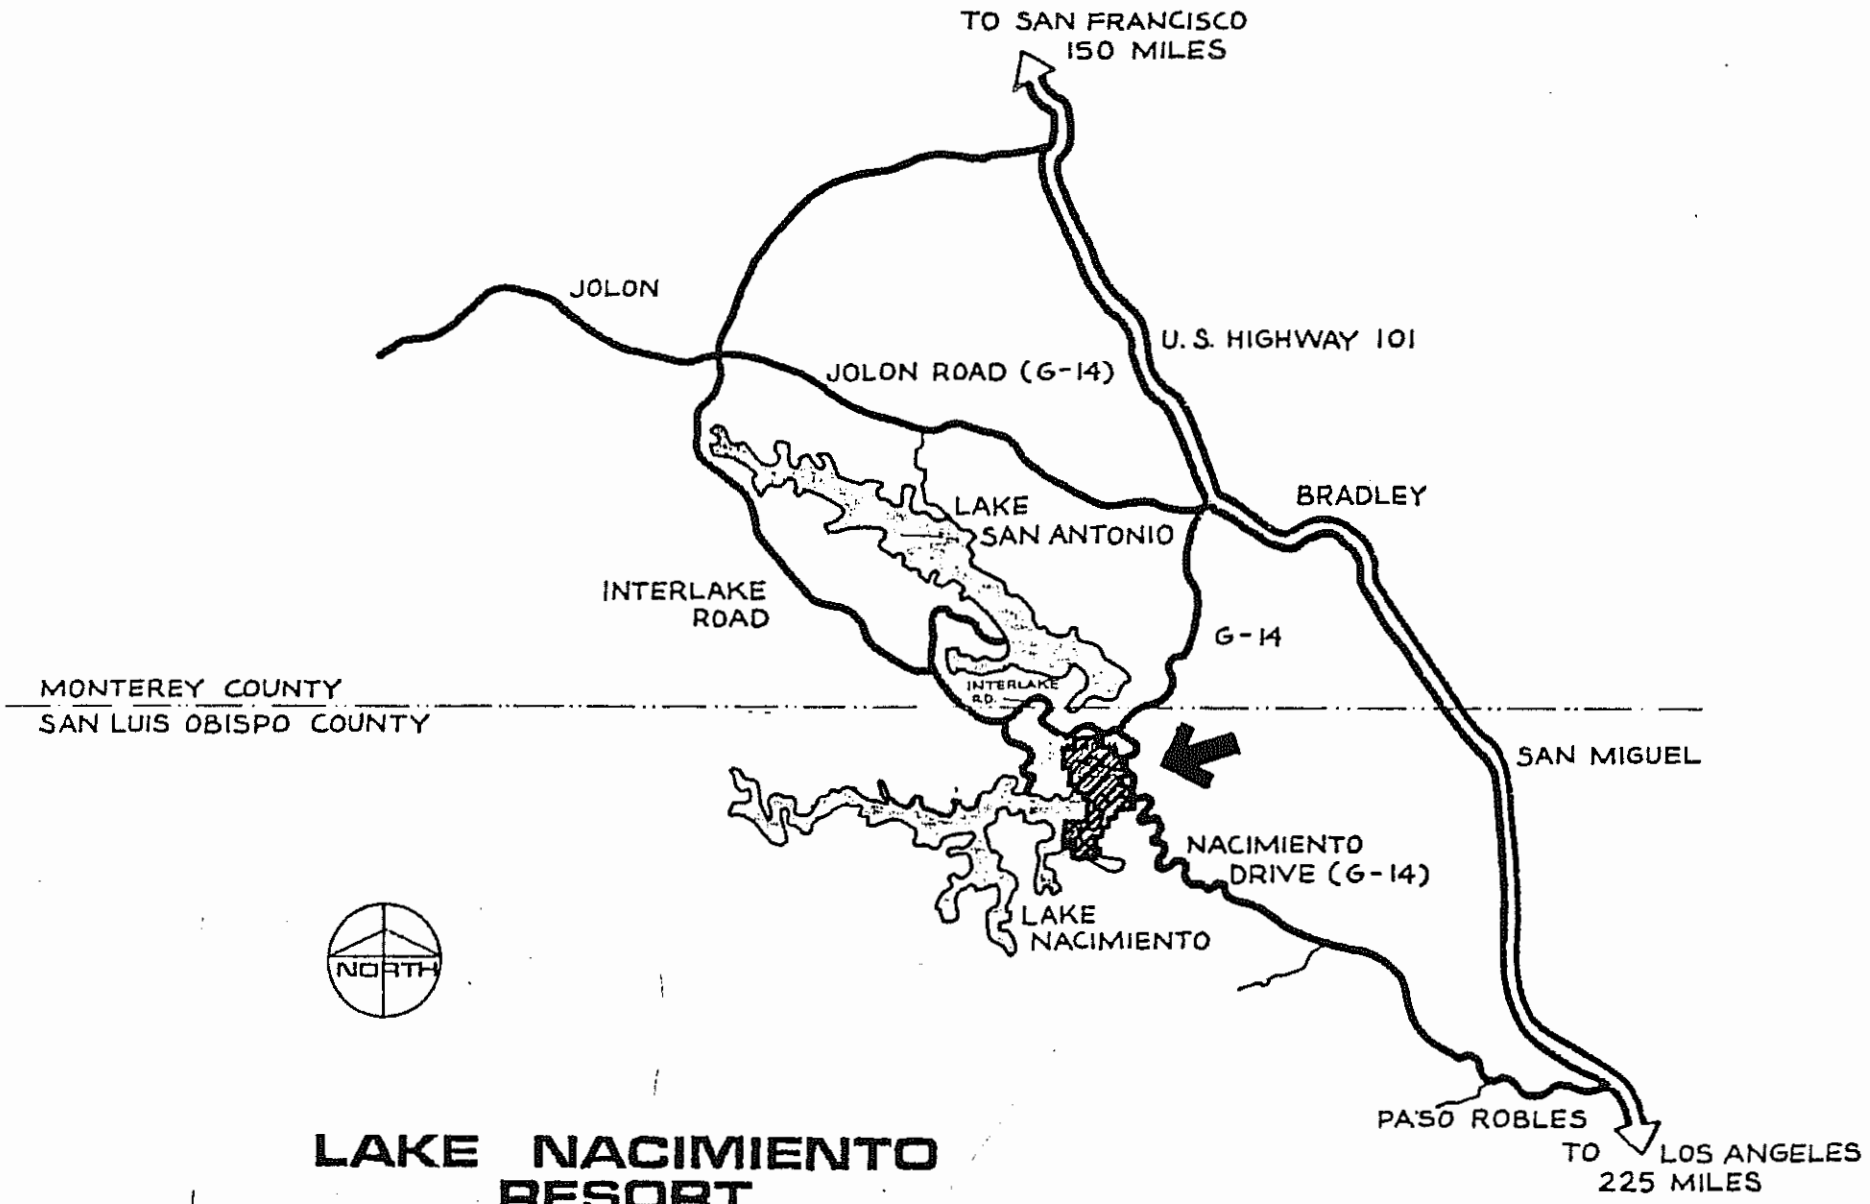 TO SAN FRANCISCO
150 MILES
JOLON
U.S. HIGHWAY 101
JOLON ROAD (G-14)
BRADLEY
LAKE
SAN ANTONIO
INTERLAKE
ROAD
G-14
INTERLAKE
RD.
MONTEREY COUNTY
SAN LUIS OBISPO COUNTY
SAN MIGUEL
NACIMIENTO
DRIVE (G-14)
LAKE
NACIMIENTO
NORTH
PASO ROBLES
TO LOS ANGELES
225 MILES
LAKE NACIMIENTO
RESORT